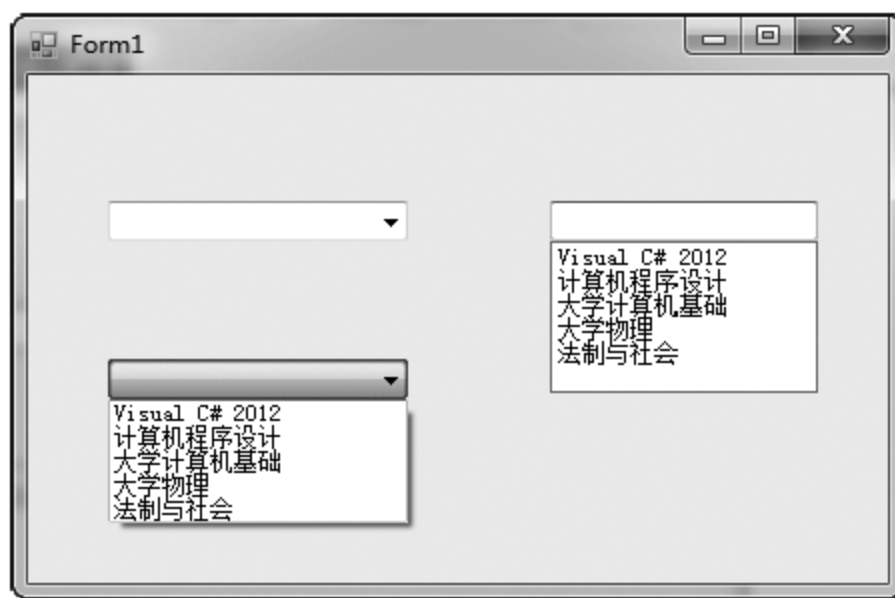 Form1
Visual C# 2012
计算机程序设计
大学计算机基础
大学物理
法制与社会
Visual C# 2012
计算机程序设计
大学计算机基础
大学物理
法制与社会